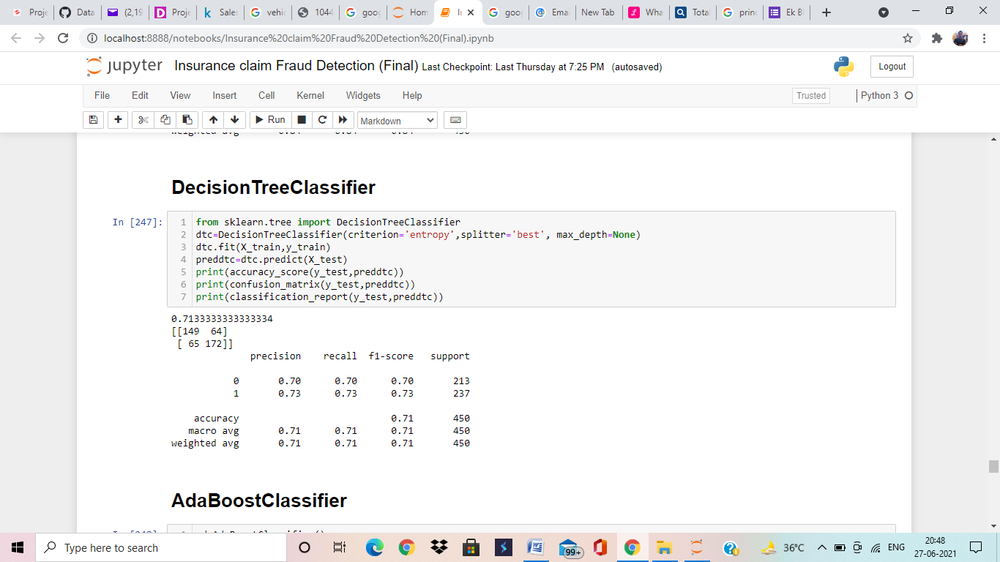 Proje
Data
(2,19
Proje
Sales
vehic
1044
goog
Hom
goog
Emai
New Tab
Wha
Total
princ
Ek Bh
localhost:8888/notebooks/Insurance%20claim%20Fraud%20Detection%20(Final).ipynb
jupyter Insurance claim Fraud Detection (Final) Last Checkpoint: Last Thursday at 7:25 PM (autosaved)
Logout
File Edit View Insert Cell Kernel Widgets Help
Trusted
Python 3
Run
Markdown
weighted avg
DecisionTreeClassifier
In [247]:
1 from sklearn.tree import DecisionTreeClassifier
2 dtc=DecisionTreeClassifier(criterion='entropy',splitter='best', max_depth=None)
3 dtc.fit(X_train,y_train)
4 preddtc=dtc.predict(X_test)
5 print(accuracy_score(y_test,preddtc))
6 print(confusion_matrix(y_test,preddtc))
7 print(classification_report(y_test,preddtc))
0.7133333333333334
[[149 64]
[ 65 172]]
precision recall f1-score support
0 0.70 0.70 0.70 213
1 0.73 0.73 0.73 237
accuracy 0.71 450
macro avg 0.71 0.71 0.71 450
weighted avg 0.71 0.71 0.71 450
AdaBoostClassifier
Type here to search
99+
36°C
ENG
20:48
27-06-2021